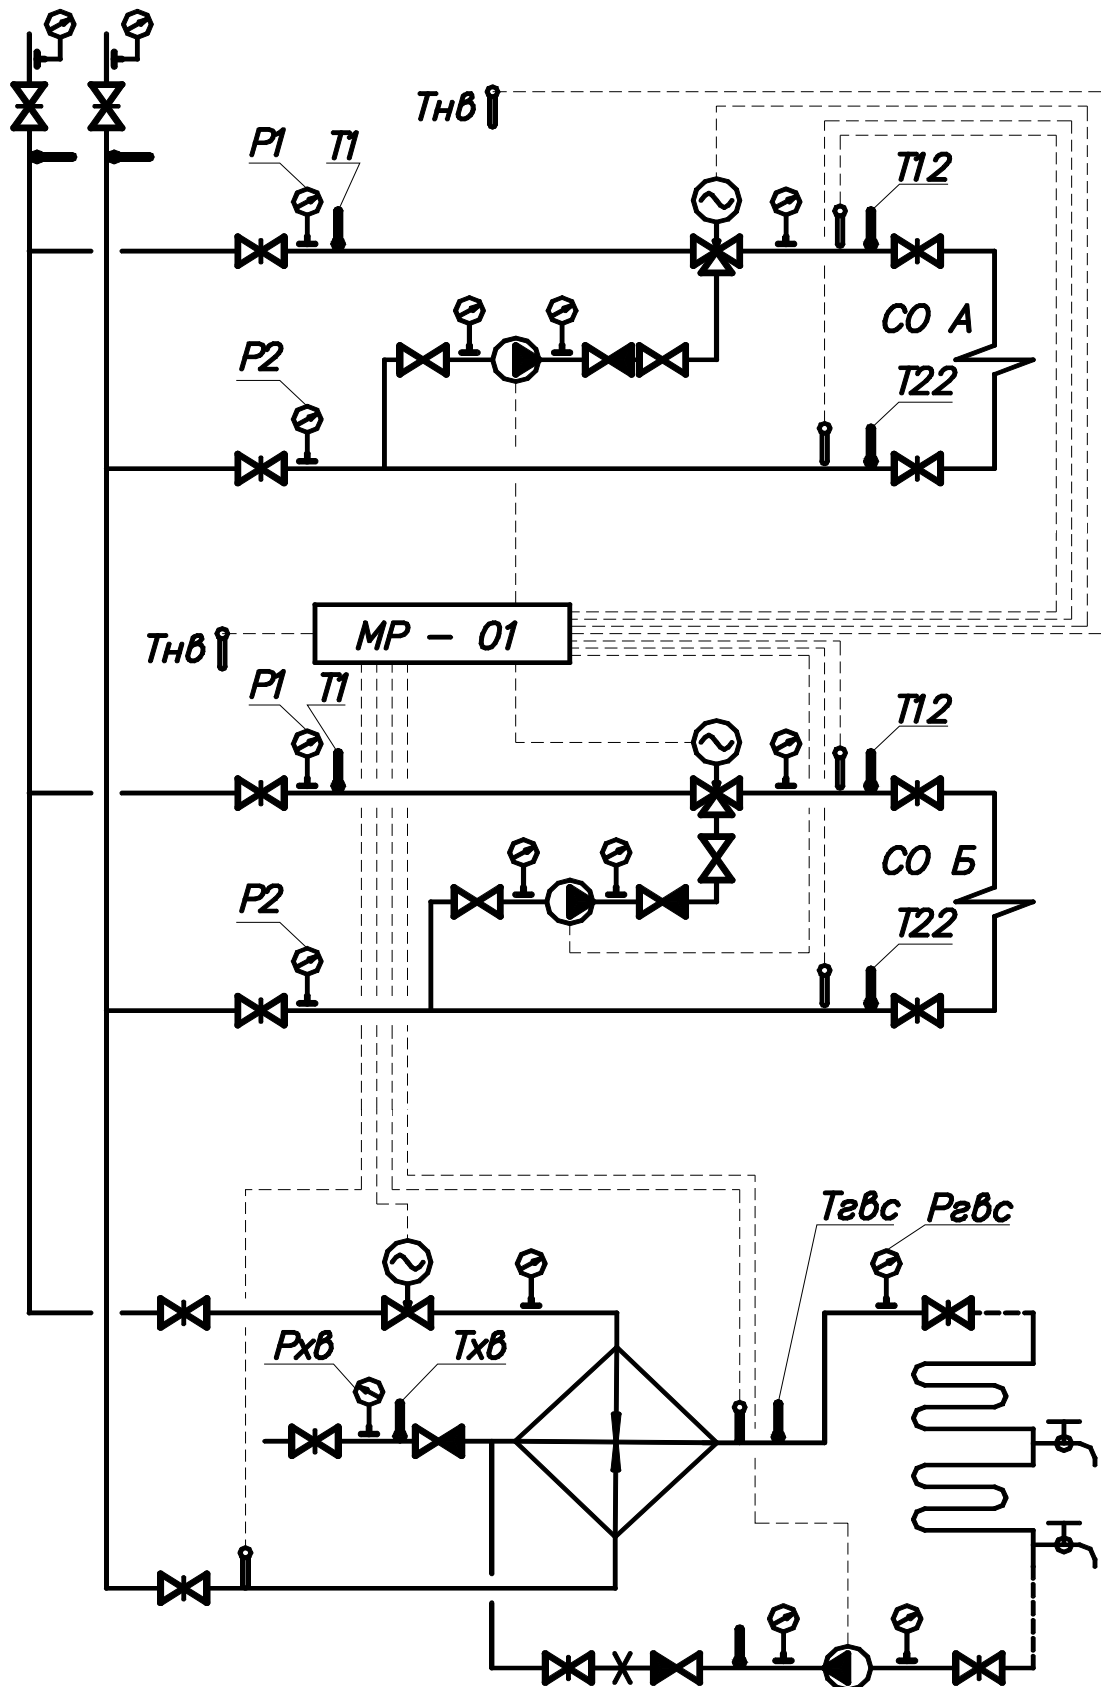 Тнв
Р1
Т1
Т12
СО А
Р2
Т22
МР - 01
Тнв
Р1
Т1
Т12
СО Б
Р2
Т22
Тгвс
Ргвс
Рхв
Тхв